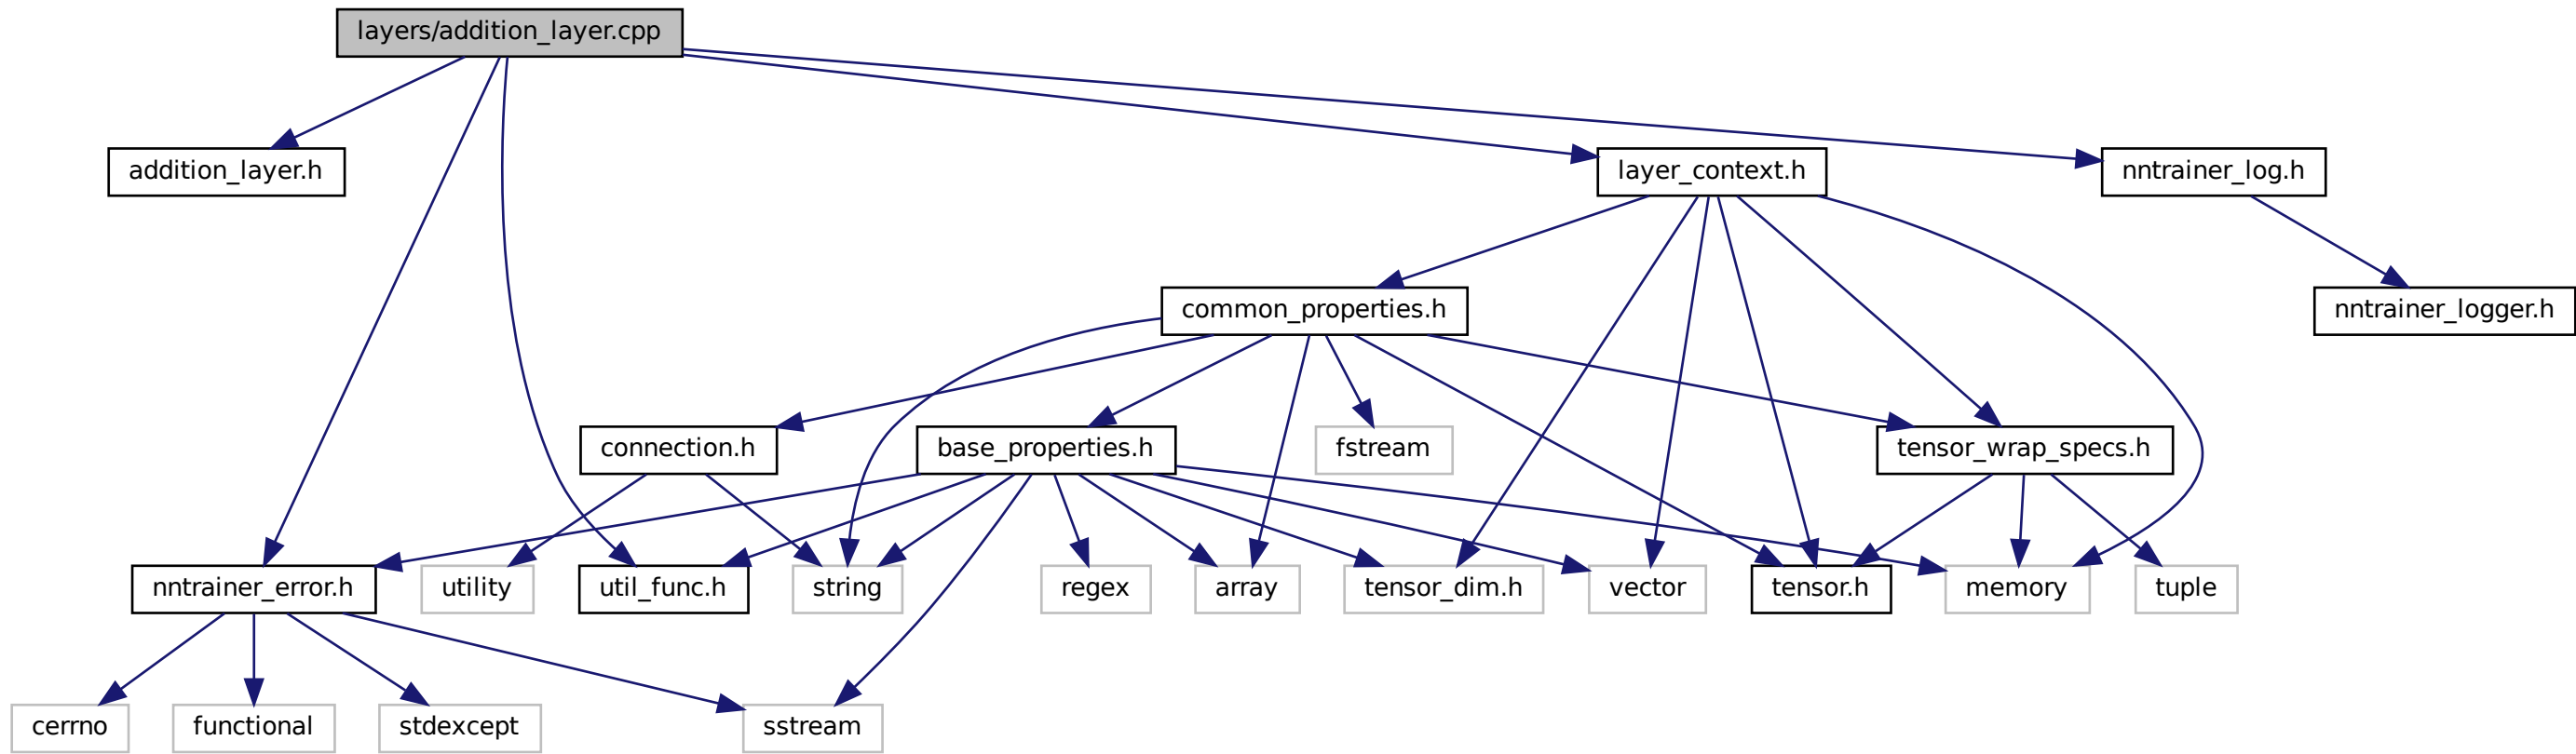 layers/addition_layer.cpp
addition_layer.h
layer_context.h
nntrainer_log.h
common_properties.h
nntrainer_logger.h
connection.h
base_properties.h
fstream
tensor_wrap_specs.h
nntrainer_error.h
utility
util_func.h
string
regex
array
tensor_dim.h
vector
tensor.h
memory
tuple
cerrno
functional
stdexcept
sstream